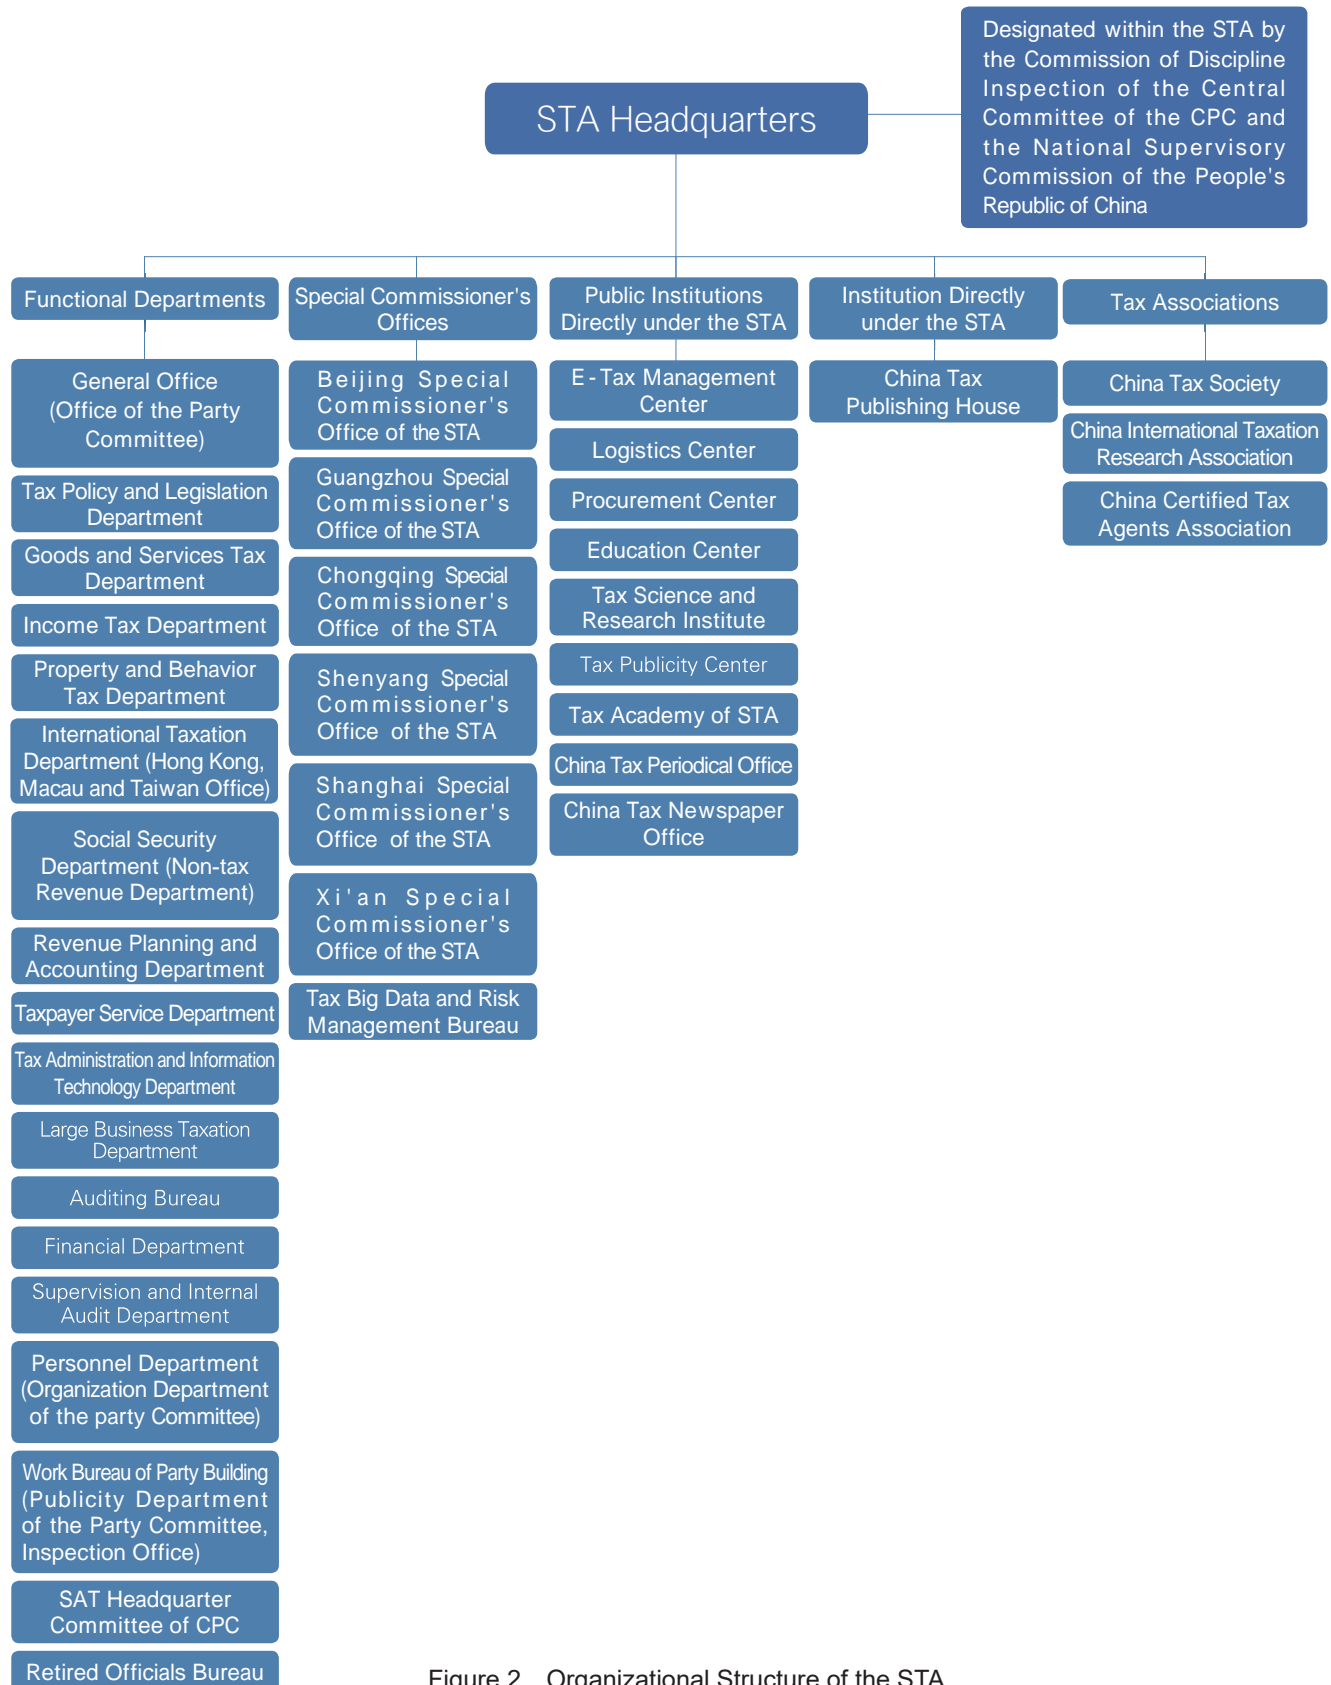 Designated within the STA by
the Commission of Discipline
Inspection of the Central
Committee of the CPC and
the National Supervisory
Commission of the People's
Republic of China
STA Headquarters
Functional Departments
General Office
(Office of the Party
Committee)
Tax Policy and Legislation
Department
Goods and Services Tax
Department
Income Tax Department
Property and Behavior
Tax Department
International Taxation
Department (Hong Kong,
Macau and Taiwan Office)
Social Security
Department (Non-tax
Revenue Department)
Revenue Planning and
Accounting Department
Taxpayer Service Department
Tax Administration and Information
Technology Department
Large Business Taxation
Department
Auditing Bureau
Financial Department
Supervision and Internal
Audit Department
Personnel Department
(Organization Department
of the party Committee)
Work Bureau of Party Building
(Publicity Department
of the Party Committee,
Inspection Office)
SAT Headquarter
Committee of CPC
Retired Officials Bureau
Special Commissioner's
Offices
Beijing Special
Commissioner's
Office of the STA
Guangzhou Special
Commissioner's
Office of the STA
Chongqing Special
Commissioner's
Office of the STA
Shenyang Special
Commissioner's
Office of the STA
Shanghai Special
Commissioner's
Office of the STA
Xi'an Special
Commissioner's
Office of the STA
Tax Big Data and Risk
Management Bureau
Public Institutions
Directly under the STA
E-Tax Management
Center
Logistics Center
Procurement Center
Education Center
Tax Science and
Research Institute
Tax Publicity Center
Tax Academy of STA
China Tax Periodical Office
China Tax Newspaper
Office
Institution Directly
under the STA
China Tax
Publishing House
Tax Associations
China Tax Society
China International Taxation
Research Association
China Certified Tax
Agents Association
Figure 2 Organizational Structure of the STA